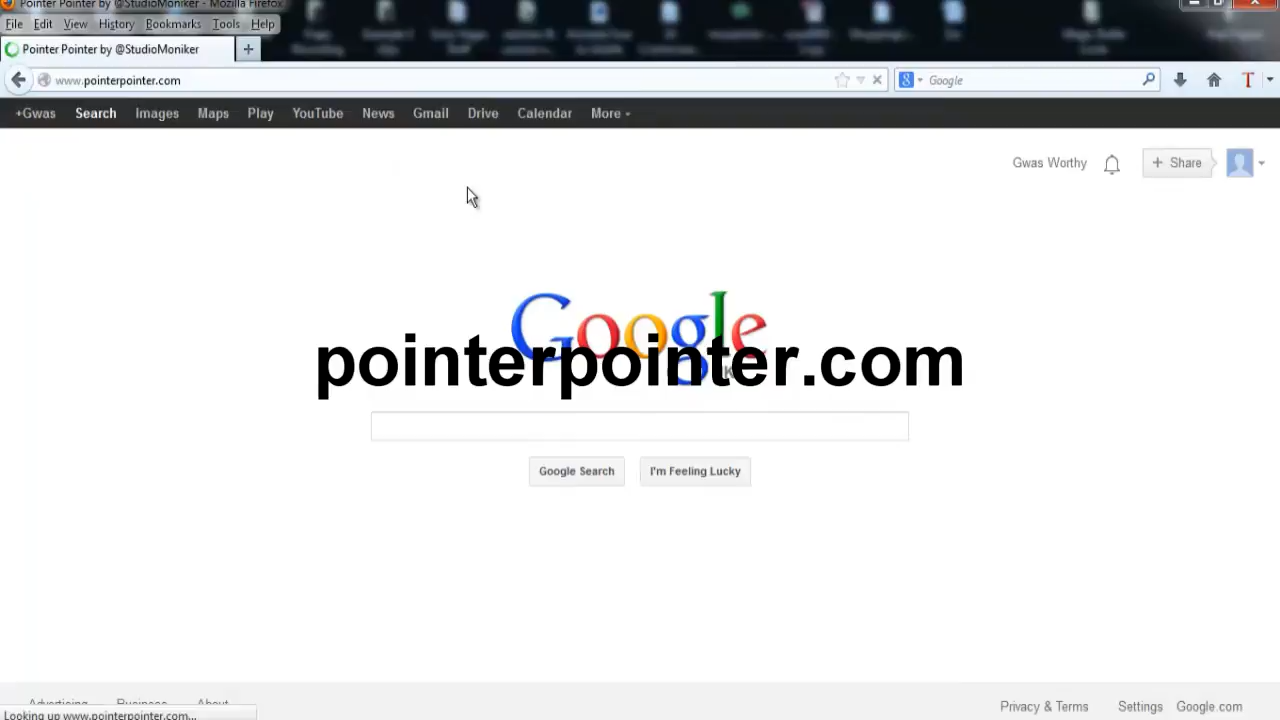 Pointer Pointer by @StudioMoniker - Mozilla Firefox
File Edit View History Bookmarks Tools Help
Pointer Pointer by @StudioMoniker
www.pointerpointer.com
Google
+Gwas Search Images Maps Play YouTube News Gmail Drive Calendar More
Gwas Worthy
+ Share
Google
pointerpointer.com
Google Search I'm Feeling Lucky
Advertising Business About
Privacy & Terms Settings Google.com
Looking up www.pointerpointer.com...